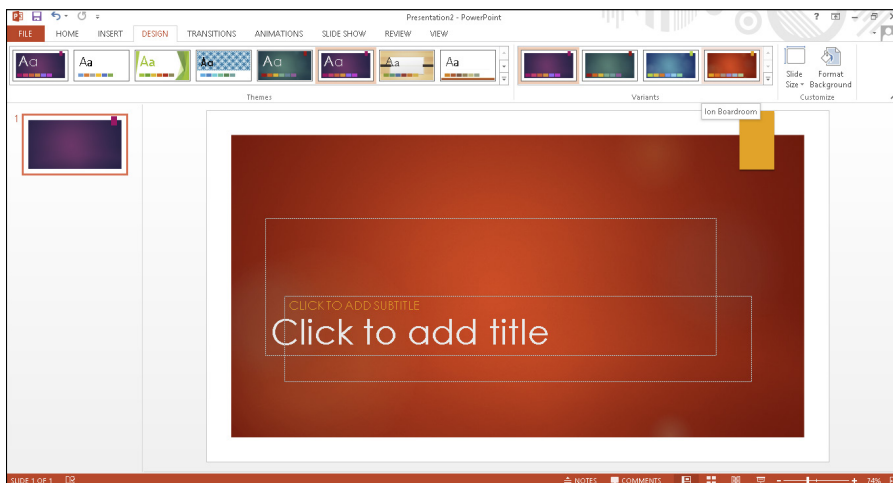 Presentation2 - PowerPoint
?
FILE HOME INSERT DESIGN TRANSITIONS ANIMATIONS SLIDE SHOW REVIEW VIEW
Aa Aa Aa Aa Aa Aa Aa Aa
Slide Size
Format Background
Themes Variants Customize
Ion Boardroom
1
CLICK TO ADD SUBTITLE
Click to add title
SLIDE 1 OF 1 NOTES COMMENTS 74%